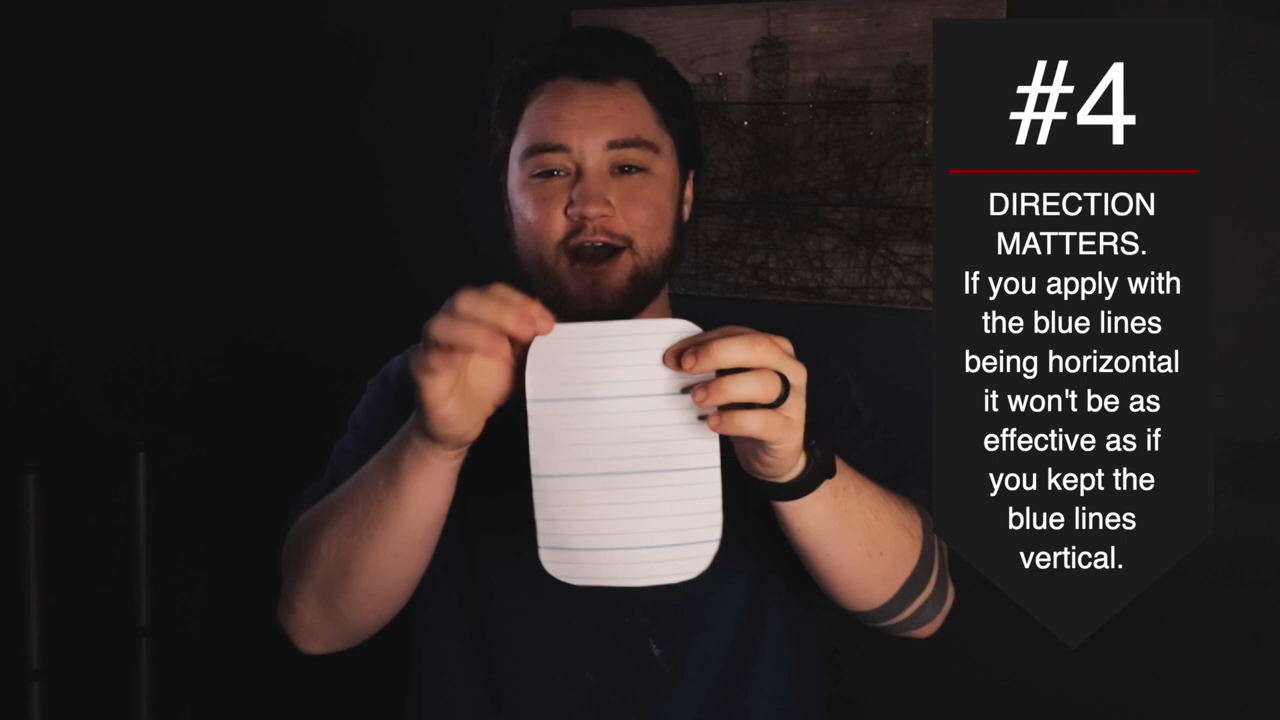 #4
DIRECTION
MATTERS.
If you apply with
the blue lines
being horizontal
it won't be as
effective as if
you kept the
blue lines
vertical.